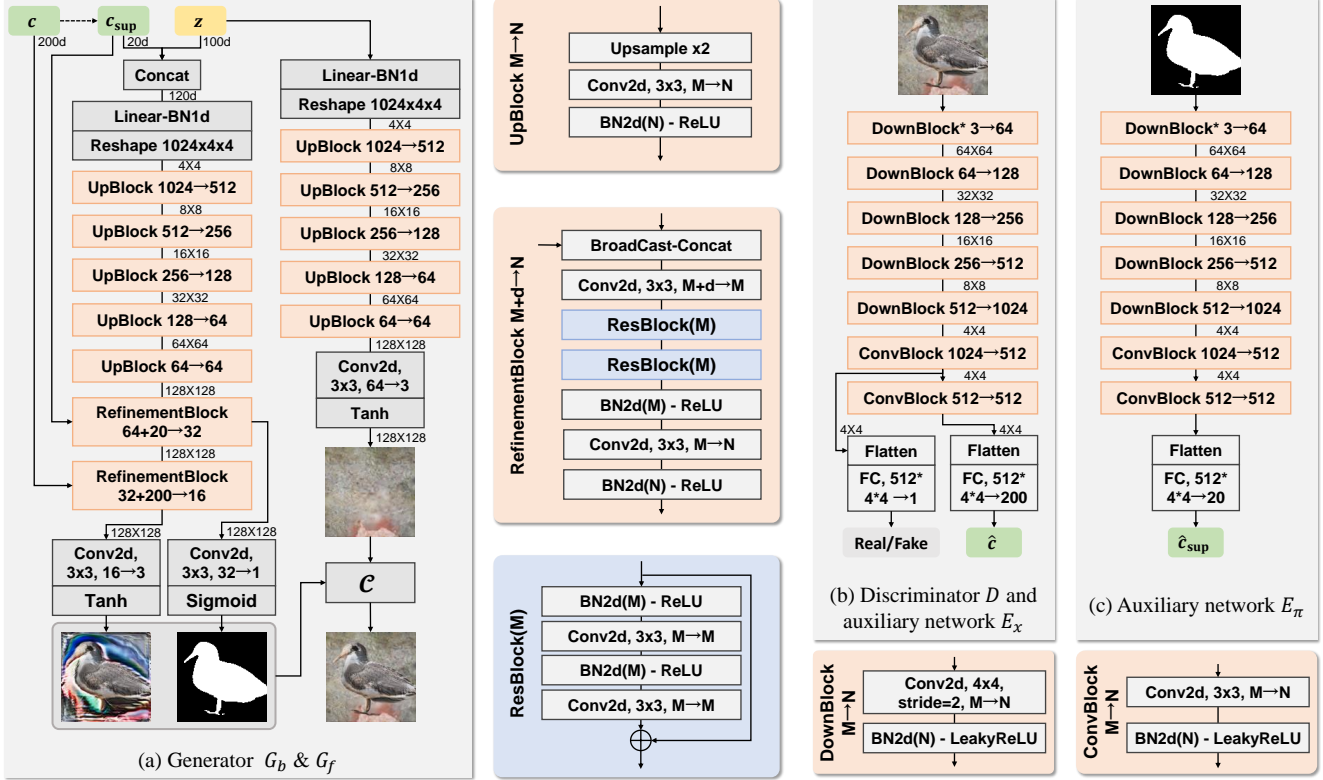 c
c_sup
z
200d
20d
100d
Concat
120d
Linear-BN1d
Reshape 1024x4x4
4X4
UpBlock 1024→512
8X8
UpBlock 512→256
16X16
UpBlock 256→128
32X32
UpBlock 128→64
64X64
UpBlock 64→64
128X128
RefinementBlock
64+20→32
128X128
RefinementBlock
32+200→16
128X128
128X128
Conv2d,
3x3, 16→3
Tanh
Conv2d,
3x3, 32→1
Sigmoid
Linear-BN1d
Reshape 1024x4x4
4X4
UpBlock 1024→512
8X8
UpBlock 512→256
16X16
UpBlock 256→128
32X32
UpBlock 128→64
64X64
UpBlock 64→64
128X128
Conv2d,
3x3, 64→3
Tanh
128X128
C
(a) Generator G_b & G_f
UpBlock M→N
Upsample x2
Conv2d, 3x3, M→N
BN2d(N) - ReLU
RefinementBlock M+d→N
BroadCast-Concat
Conv2d, 3x3, M+d→M
ResBlock(M)
ResBlock(M)
BN2d(M) - ReLU
Conv2d, 3x3, M→N
BN2d(N) - ReLU
ResBlock(M)
BN2d(M) - ReLU
Conv2d, 3x3, M→M
BN2d(M) - ReLU
Conv2d, 3x3, M→M
DownBlock* 3→64
64X64
DownBlock 64→128
32X32
DownBlock 128→256
16X16
DownBlock 256→512
8X8
DownBlock 512→1024
4X4
ConvBlock 1024→512
4X4
ConvBlock 512→512
4X4
4X4
Flatten
FC, 512*
4*4 →1
Real/Fake
Flatten
FC, 512*
4*4→200
ĉ
(b) Discriminator D and
auxiliary network E_x
DownBlock* 3→64
64X64
DownBlock 64→128
32X32
DownBlock 128→256
16X16
DownBlock 256→512
8X8
DownBlock 512→1024
4X4
ConvBlock 1024→512
4X4
ConvBlock 512→512
Flatten
FC, 512*
4*4→20
ĉ_sup
(c) Auxiliary network E_π
DownBlock
M→N
Conv2d, 4x4,
stride=2, M→N
BN2d(N) - LeakyReLU
ConvBlock
M→N
Conv2d, 3x3, M→N
BN2d(N) - LeakyReLU